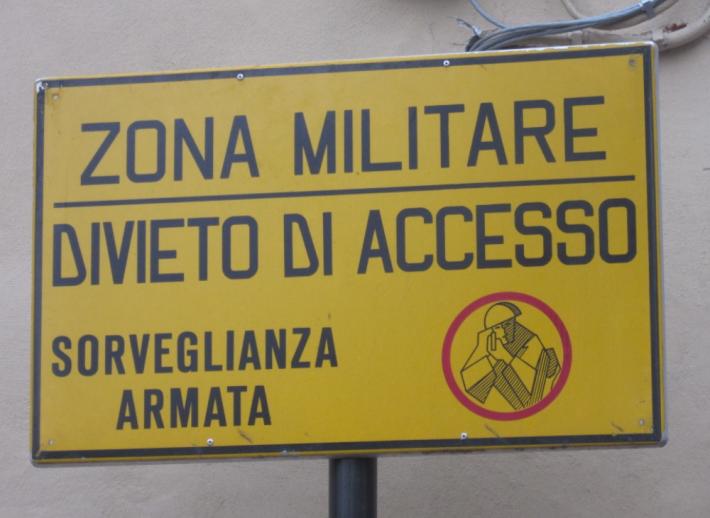 ZONA MILITARE
DIVIETO DI ACCESSO
SORVEGLIANZA
ARMATA